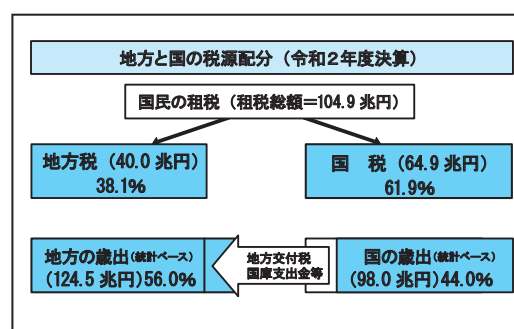 地方と国の税源配分（令和２年度決算）
国民の租税（租税総額＝104.9 兆円）
地方税（40.0 兆円）
38.1%
国　税（64.9 兆円）
61.9%
地方の歳出(統計ベース)
(124.5 兆円)56.0%
地方交付税
国庫支出金等
国の歳出(統計ベース)
(98.0 兆円)44.0%